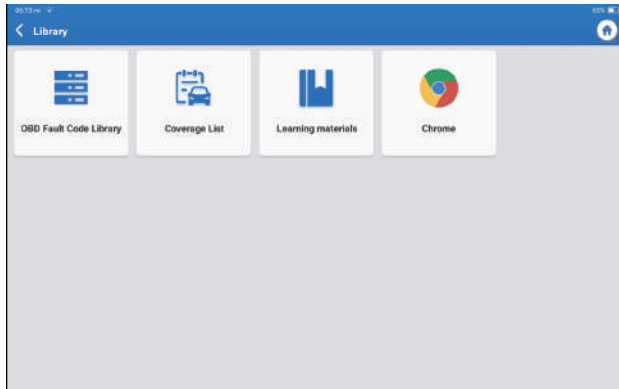 Library
OBD Fault Code Library
Coverage List
Learning materials
Chrome